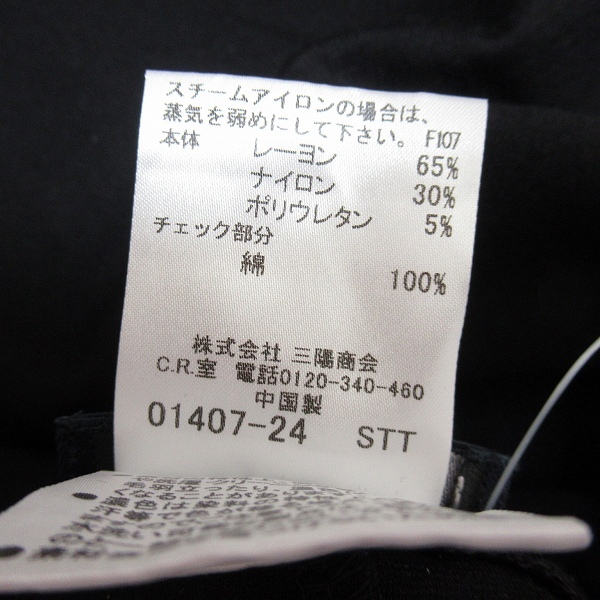 スチームアイロンの場合は、
蒸気を弱めにして下さい。 F107
本体 レーヨン 65%
ナイロン 30%
ポリウレタン 5%
チェック部分
綿 100%
株式会社 三陽商会
C.R.室 電話0120-340-460
中国製
01407-24 STT